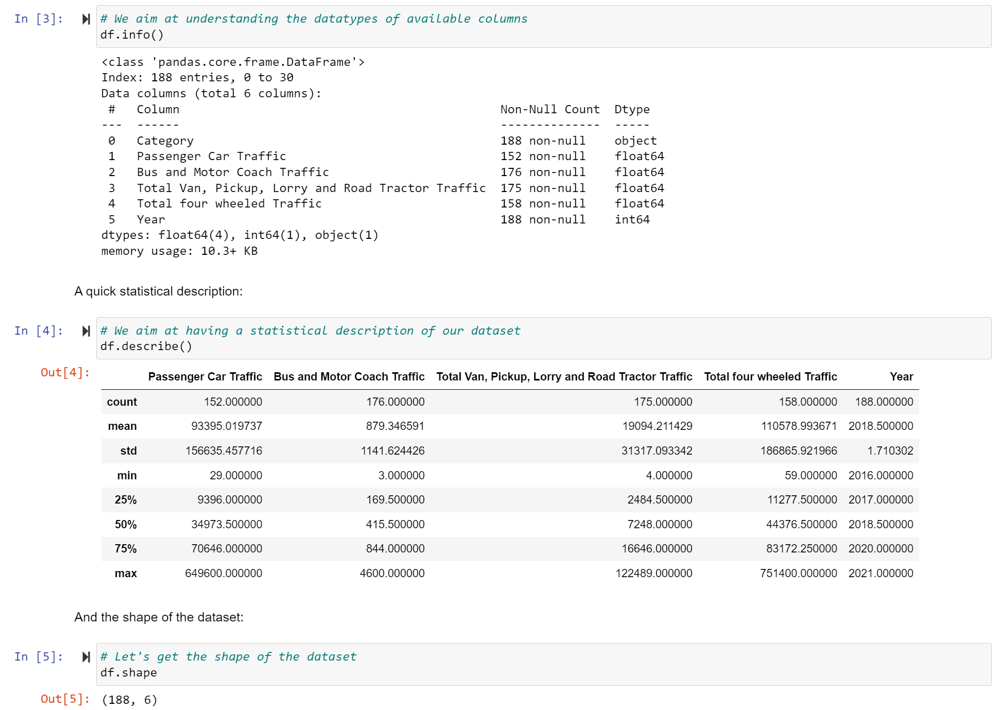 In [3]:
# We aim at understanding the datatypes of available columns
df.info()
<class 'pandas.core.frame.DataFrame'>
Index: 188 entries, 0 to 30
Data columns (total 6 columns):
 #   Column                                             Non-Null Count  Dtype
---  ------                                             --------------  -----
 0   Category                                           188 non-null    object
 1   Passenger Car Traffic                              152 non-null    float64
 2   Bus and Motor Coach Traffic                        176 non-null    float64
 3   Total Van, Pickup, Lorry and Road Tractor Traffic  175 non-null    float64
 4   Total four wheeled Traffic                         158 non-null    float64
 5   Year                                               188 non-null    int64
dtypes: float64(4), int64(1), object(1)
memory usage: 10.3+ KB
A quick statistical description:
In [4]:
# We aim at having a statistical description of our dataset
df.describe()
Out[4]:
Passenger Car Traffic Bus and Motor Coach Traffic Total Van, Pickup, Lorry and Road Tractor Traffic Total four wheeled Traffic Year
count 152.000000 176.000000 175.000000 158.000000 188.000000
mean 93395.019737 879.346591 19094.211429 110578.993671 2018.500000
std 156635.457716 1141.624426 31317.093342 186865.921966 1.710302
min 29.000000 3.000000 4.000000 59.000000 2016.000000
25% 9396.000000 169.500000 2484.500000 11277.500000 2017.000000
50% 34973.500000 415.500000 7248.000000 44376.500000 2018.500000
75% 70646.000000 844.000000 16646.000000 83172.250000 2020.000000
max 649600.000000 4600.000000 122489.000000 751400.000000 2021.000000
And the shape of the dataset:
In [5]:
# Let's get the shape of the dataset
df.shape
Out[5]: (188, 6)